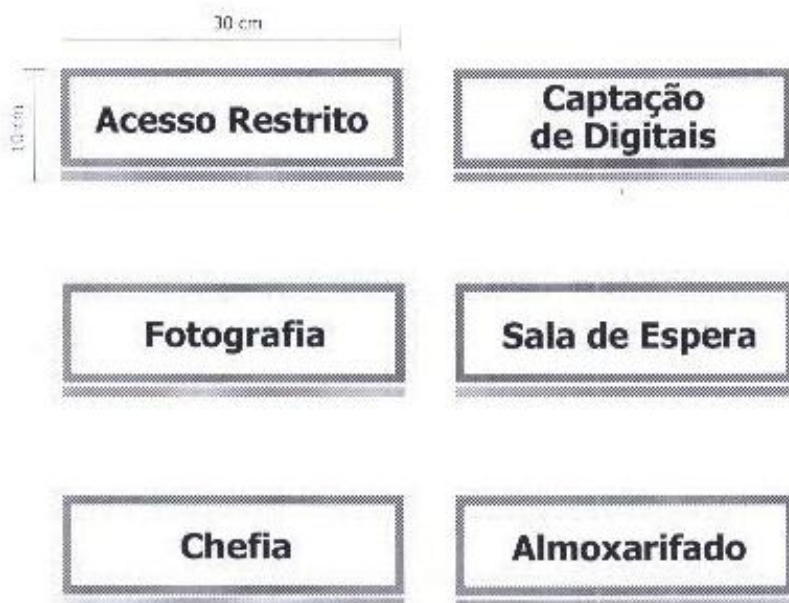 30 cm
10 cm
Acesso Restrito
Captação
de Digitais
Fotografia
Sala de Espera
Chefia
Almoxarifado